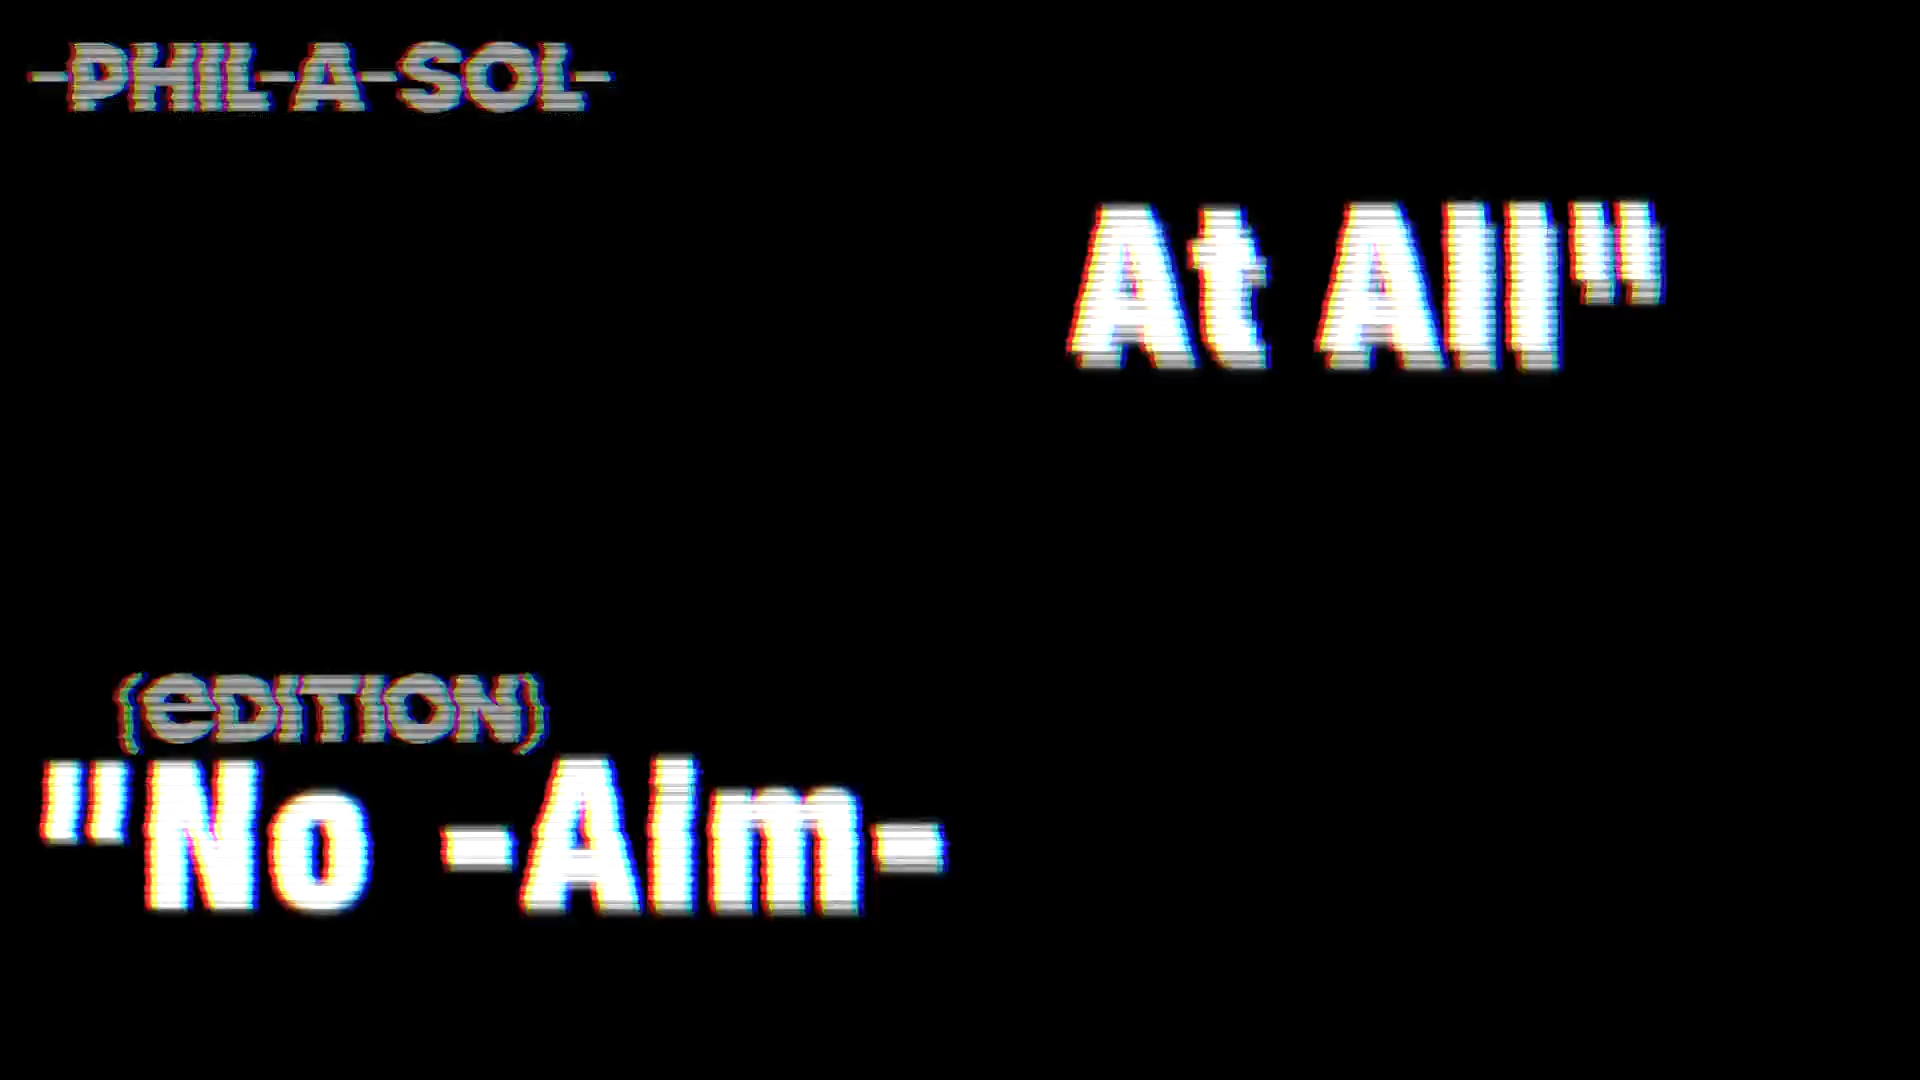 -PHIL-A-SOL-
At All"
(EDITION)
"No -AIm-